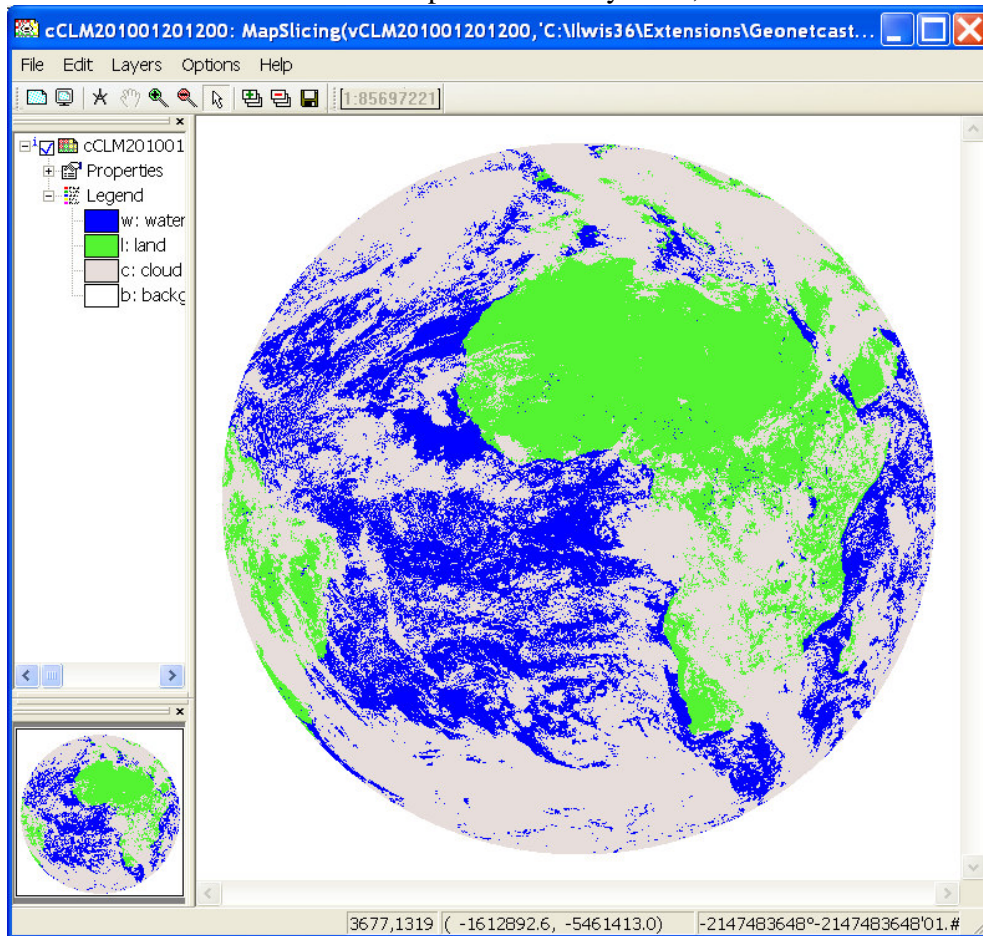 cCLM201001201200: MapSlicing(vCLM201001201200,'C:\Ilwis36\Extensions\Geonetcast...
File Edit Layers Options Help
[1:85697221]
cCLM201001
Properties
Legend
w: water
l: land
c: cloud
b: backg
3677,1319 ( -1612892.6, -5461413.0) -2147483648°-2147483648'01.#